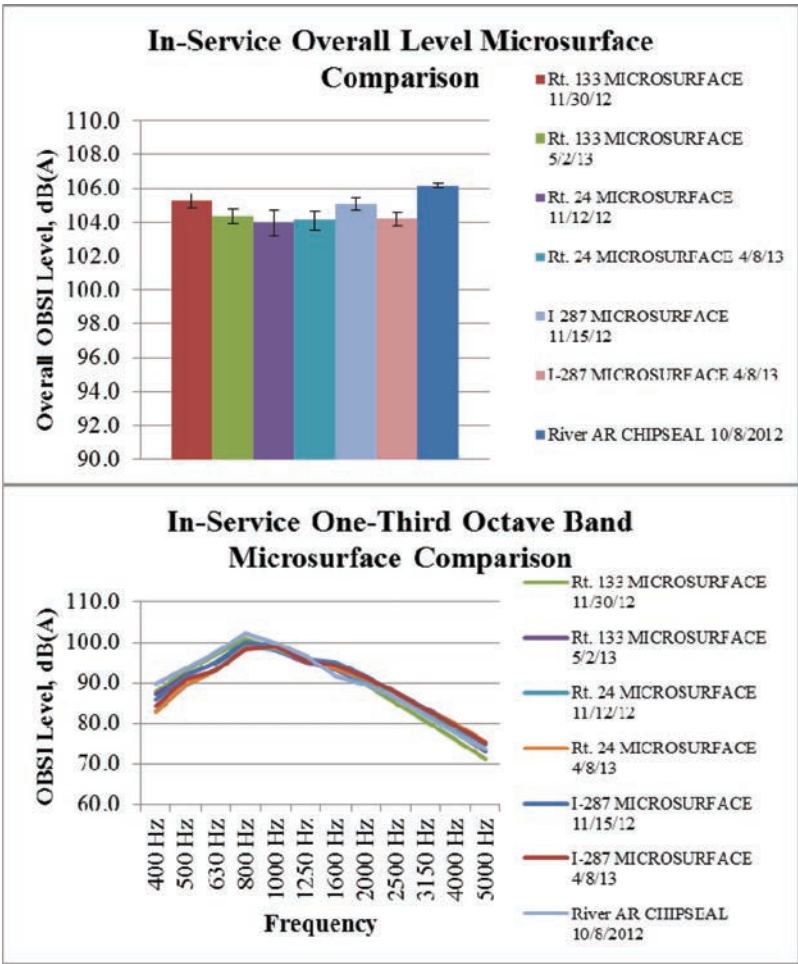 In-Service Overall Level Microsurface
Comparison
Overall OBSI Level, dB(A)
110.0
108.0
106.0
104.0
102.0
100.0
98.0
96.0
94.0
92.0
90.0
Rt. 133 MICROSURFACE
11/30/12
Rt. 133 MICROSURFACE
5/2/13
Rt. 24 MICROSURFACE
11/12/12
Rt. 24 MICROSURFACE 4/8/13
I-287 MICROSURFACE
11/15/12
I-287 MICROSURFACE 4/8/13
River AR CHIPSEAL 10/8/2012
In-Service One-Third Octave Band
Microsurface Comparison
OBSI Level, dB(A)
110.0
100.0
90.0
80.0
70.0
60.0
400 Hz
500 Hz
630 Hz
800 Hz
1000 Hz
1250 Hz
1600 Hz
2000 Hz
2500 Hz
3150 Hz
4000 Hz
5000 Hz
Frequency
Rt. 133 MICROSURFACE
11/30/12
Rt. 133 MICROSURFACE
5/2/13
Rt. 24 MICROSURFACE
11/12/12
Rt. 24 MICROSURFACE
4/8/13
I-287 MICROSURFACE
11/15/12
I-287 MICROSURFACE
4/8/13
River AR CHIPSEAL
10/8/2012